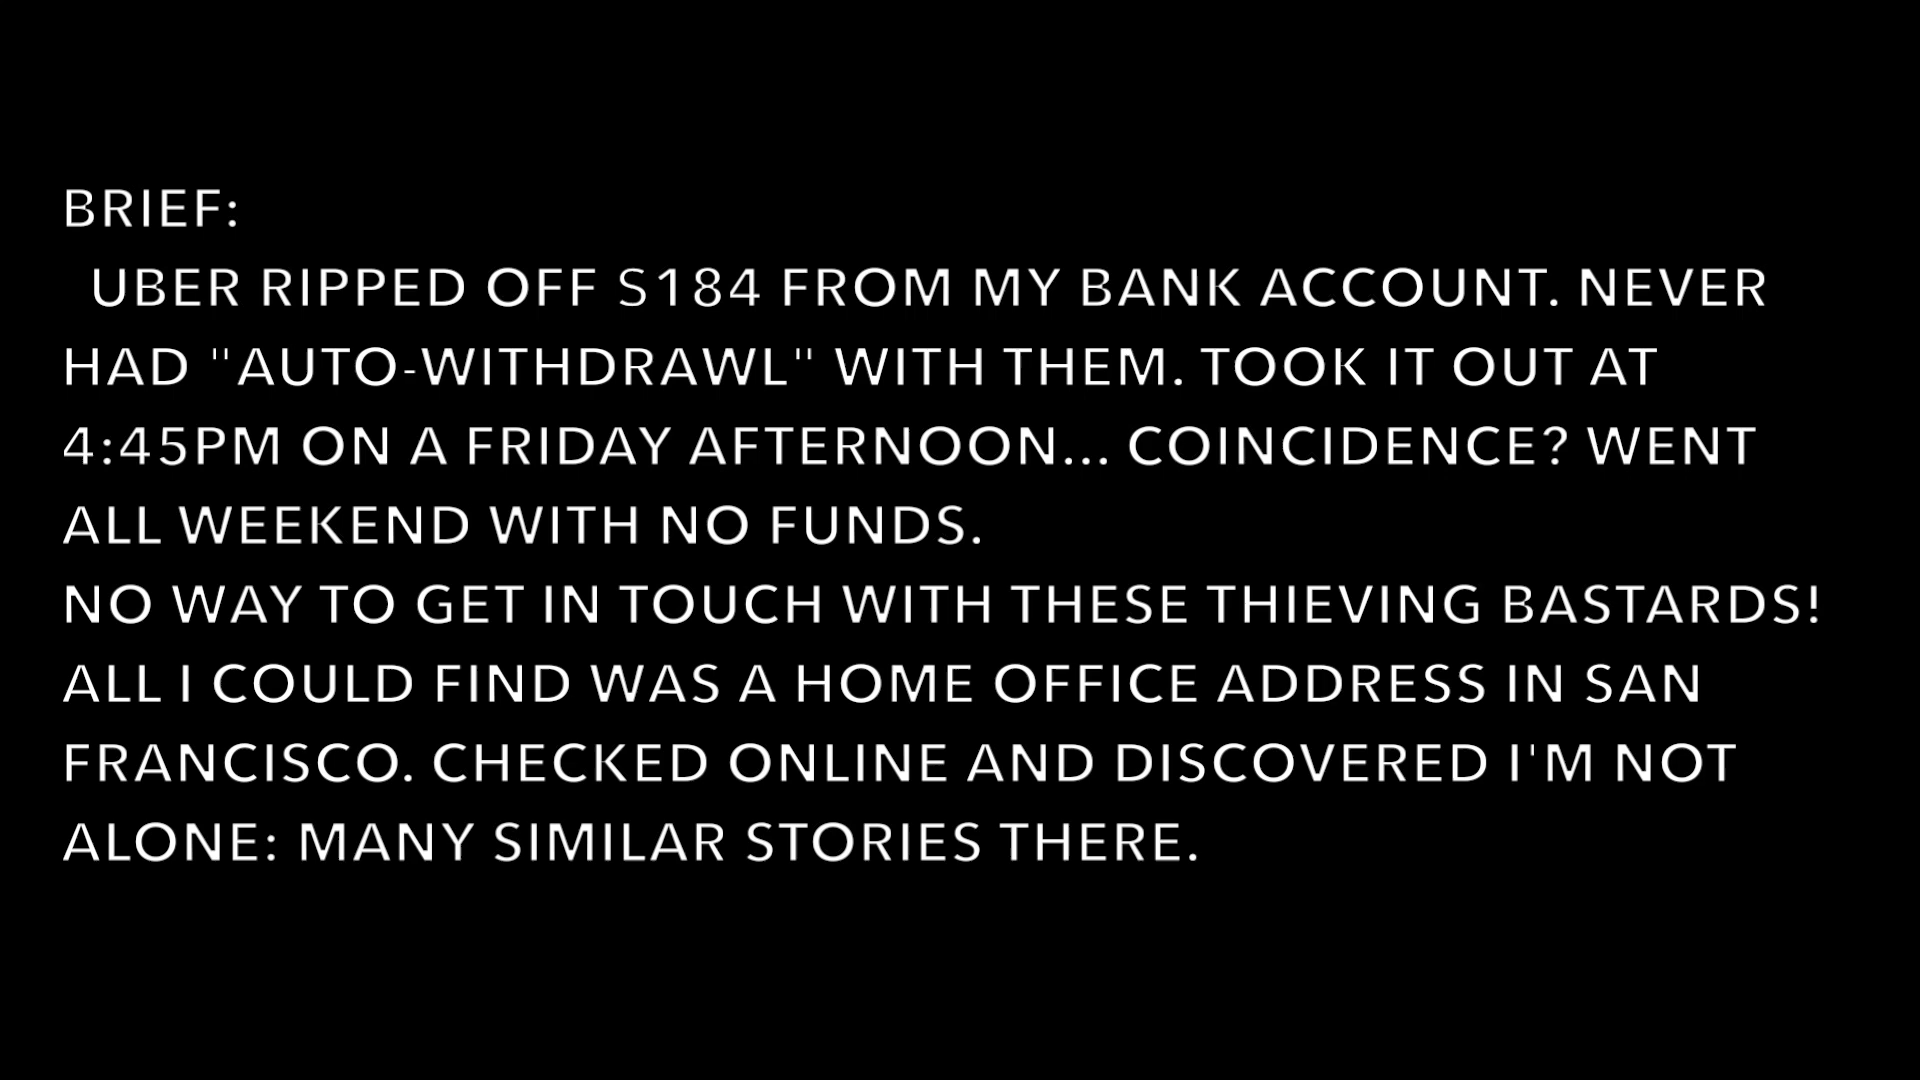 BRIEF:
UBER RIPPED OFF S184 FROM MY BANK ACCOUNT. NEVER
HAD "AUTO-WITHDRAWL" WITH THEM. TOOK IT OUT AT
4:45PM ON A FRIDAY AFTERNOON... COINCIDENCE? WENT
ALL WEEKEND WITH NO FUNDS.
NO WAY TO GET IN TOUCH WITH THESE THIEVING BASTARDS!
ALL I COULD FIND WAS A HOME OFFICE ADDRESS IN SAN
FRANCISCO. CHECKED ONLINE AND DISCOVERED I'M NOT
ALONE: MANY SIMILAR STORIES THERE.